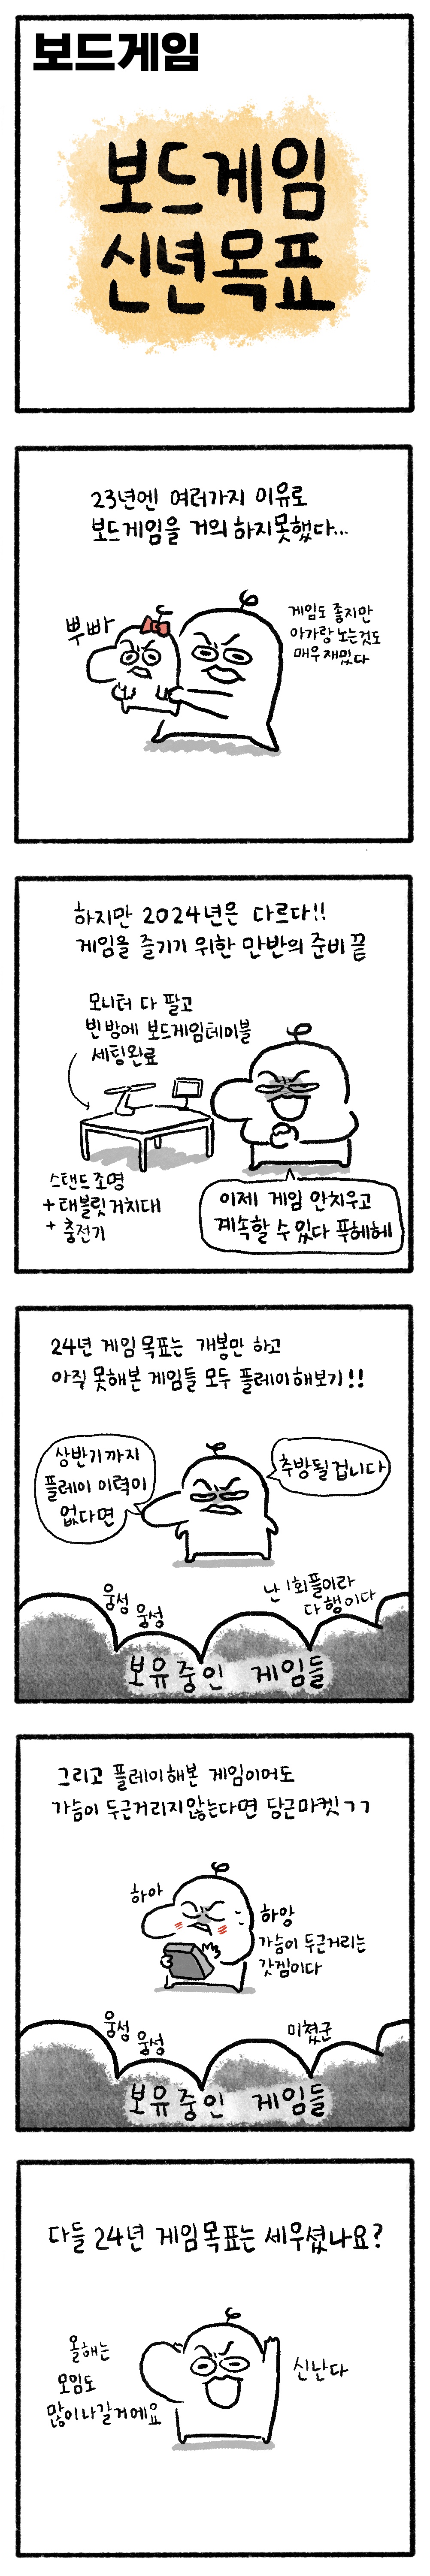 보드게임
보드게임
신년목표
23년엔 여러가지 이유로
보드게임을 거의 하지못했다...
뿌빠
게임도 좋지만
아가랑 노는것도
매우 재밌다
하지만 2024년은 다르다!!
게임을 즐기기 위한 만반의 준비 끝
모니터 다 팔고
빈방에 보드게임테이블
세팅완료
스탠드조명
+태블릿거치대
+충전기
이제 게임 안치우고
계속할 수 있다 푸헤헤
24년 게임목표는 개봉만 하고
아직 못해본 게임들 모두 플레이해보기!!
상반기까지
플레이 이력이
없다면
추방될겁니다
웅성
웅성
난 1회플이라
다행이다
보유중인 게임들
그리고 플레이해본 게임이어도
가슴이 두근거리지않는다면 당근마켓ㄱㄱ
하아
하앙
가슴이 두근거리는
갓겜이다
웅성
웅성
미쳤군
보유중인 게임들
다들 24년 게임목표는 세우셨나요?
올해는
모임도
많이나갈거에요
신난다